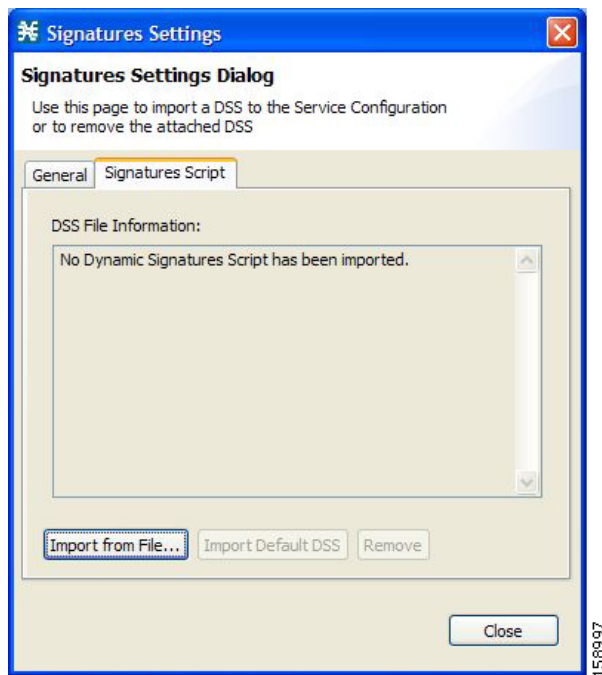 Signatures Settings
Signatures Settings Dialog
Use this page to import a DSS to the Service Configuration
or to remove the attached DSS
General
Signatures Script
DSS File Information:
No Dynamic Signatures Script has been imported.
Import from File...
Import Default DSS
Remove
Close
158997